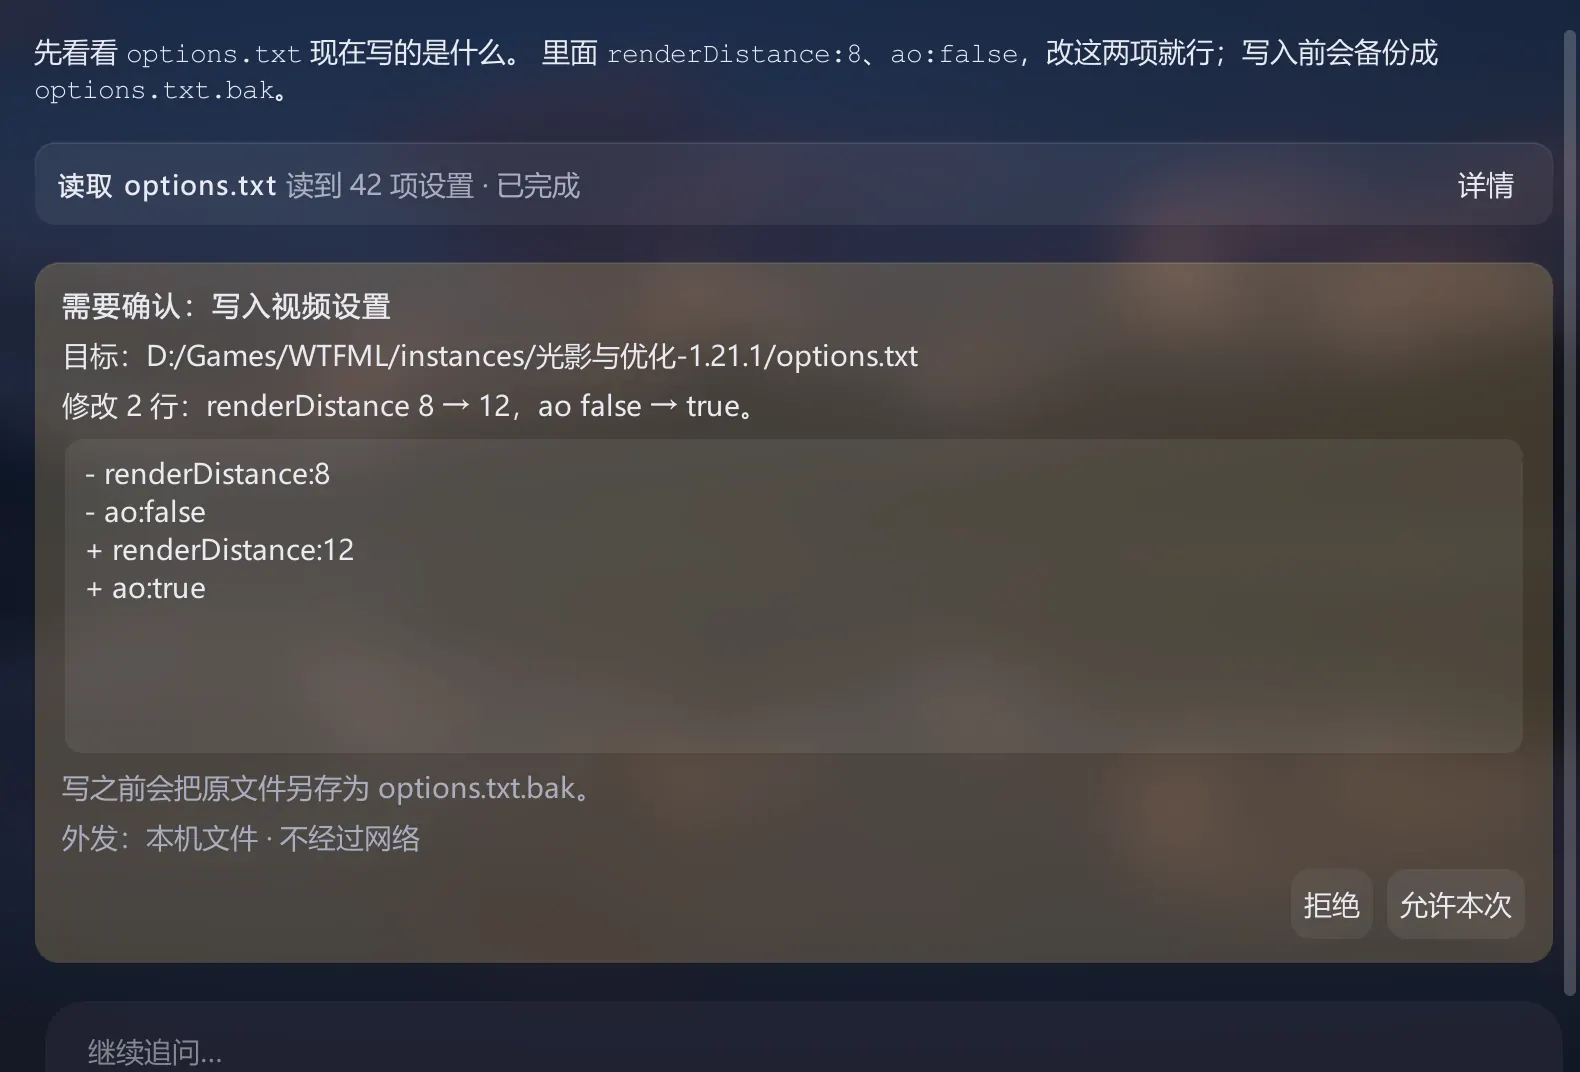 先看看 options.txt 现在写的是什么。 里面 renderDistance:8、ao:false，改这两项就行；写入前会备份成
options.txt.bak。
读取 options.txt 读到 42 项设置 · 已完成
详情
需要确认：写入视频设置
目标：D:/Games/WTFML/instances/光影与优化-1.21.1/options.txt
修改 2 行：renderDistance 8 → 12，ao false → true。
- renderDistance:8
- ao:false
+ renderDistance:12
+ ao:true
写之前会把原文件另存为 options.txt.bak。
外发：本机文件 · 不经过网络
拒绝
允许本次
继续追问...